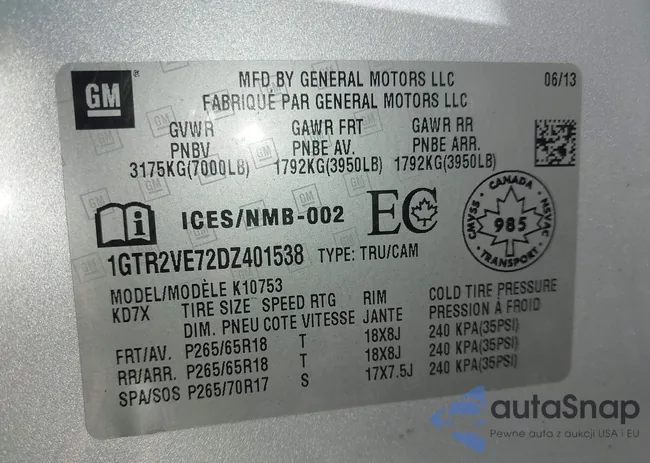 GM
MFD BY GENERAL MOTORS LLC 06/13
FABRIQUÉ PAR GENERAL MOTORS LLC
GVWR GAWR FRT GAWR RR
PNBV PNBE AV. PNBE ARR.
3175KG(7000LB) 1792KG(3950LB) 1792KG(3950LB)
i ICES/NMB-002 EC
CANADA
CMVSS 985 NSVAC
TRANSPORT
1GTR2VE72DZ401538 TYPE: TRU/CAM
MODEL/MODÈLE K10753
KD7X TIRE SIZE SPEED RTG RIM COLD TIRE PRESSURE
DIM. PNEU COTE VITESSE JANTE PRESSION À FROID
FRT/AV. P265/65R18 T 18X8J 240 KPA(35PSI)
RR/ARR. P265/65R18 T 18X8J 240 KPA(35PSI)
SPA/SOS P265/70R17 S 17X7.5J 240 KPA(35PSI)
autaSnap
Pewne auta z aukcji USA i EU